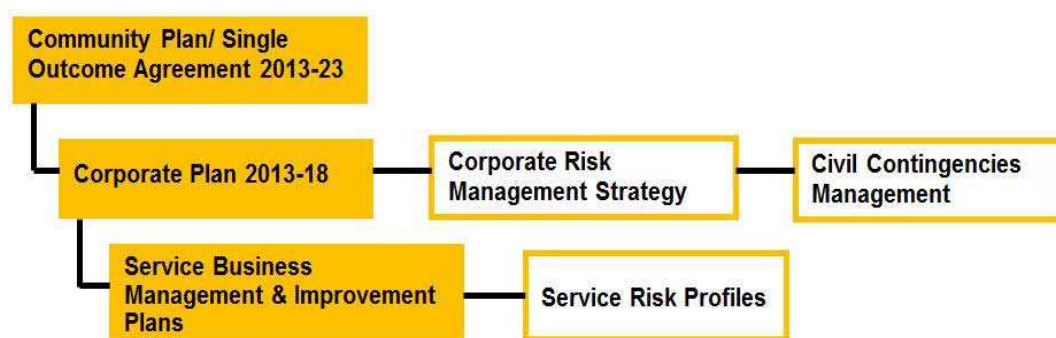 Community Plan/ Single
Outcome Agreement 2013-23
Corporate Plan 2013-18
Corporate Risk
Management Strategy
Civil Contingencies
Management
Service Business
Management & Improvement
Plans
Service Risk Profiles